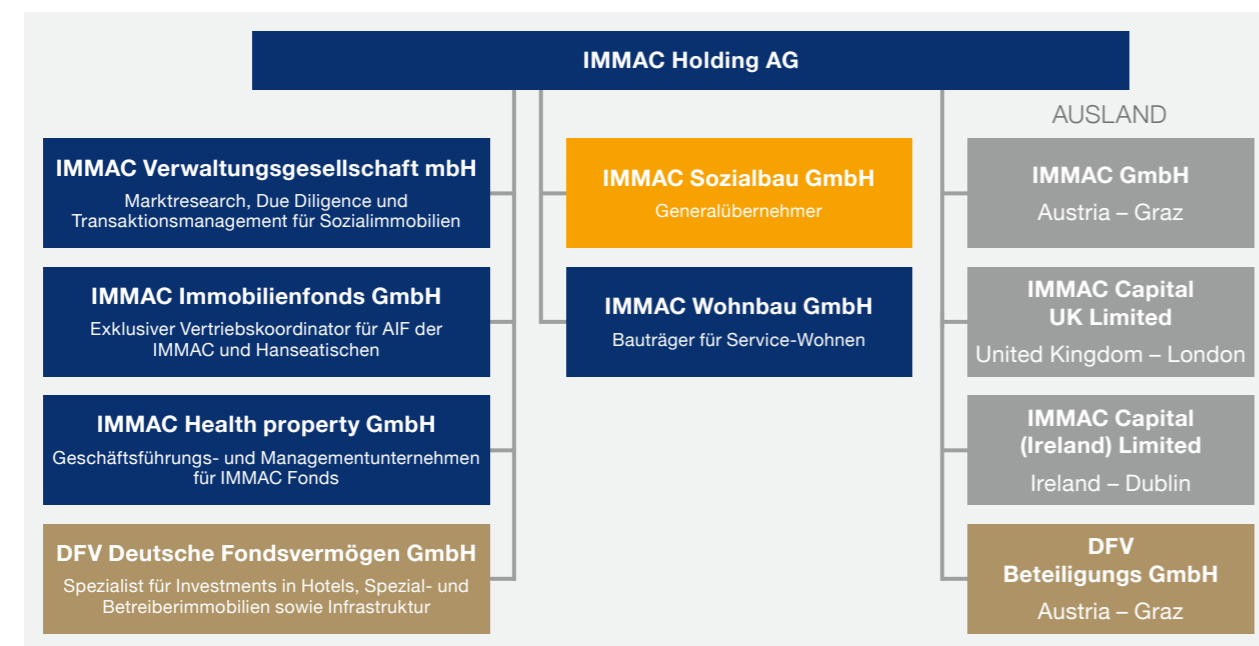 IMMAC Holding AG
IMMAC Verwaltungsgesellschaft mbH
Marktresearch, Due Diligence und
Transaktionsmanagement für Sozialimmobilien
IMMAC Immobilienfonds GmbH
Exklusiver Vertriebskoordinator für AIF der
IMMAC und Hanseatischen
IMMAC Health property GmbH
Geschäftsführungs- und Managementunternehmen
für IMMAC Fonds
DFV Deutsche Fondsvermögen GmbH
Spezialist für Investments in Hotels, Spezial- und
Betreiberimmobilien sowie Infrastruktur
IMMAC Sozialbau GmbH
Generalübernehmer
IMMAC Wohnbau GmbH
Bauträger für Service-Wohnen
AUSLAND
IMMAC GmbH
Austria – Graz
IMMAC Capital
UK Limited
United Kingdom – London
IMMAC Capital
(Ireland) Limited
Ireland – Dublin
DFV
Beteiligungs GmbH
Austria – Graz